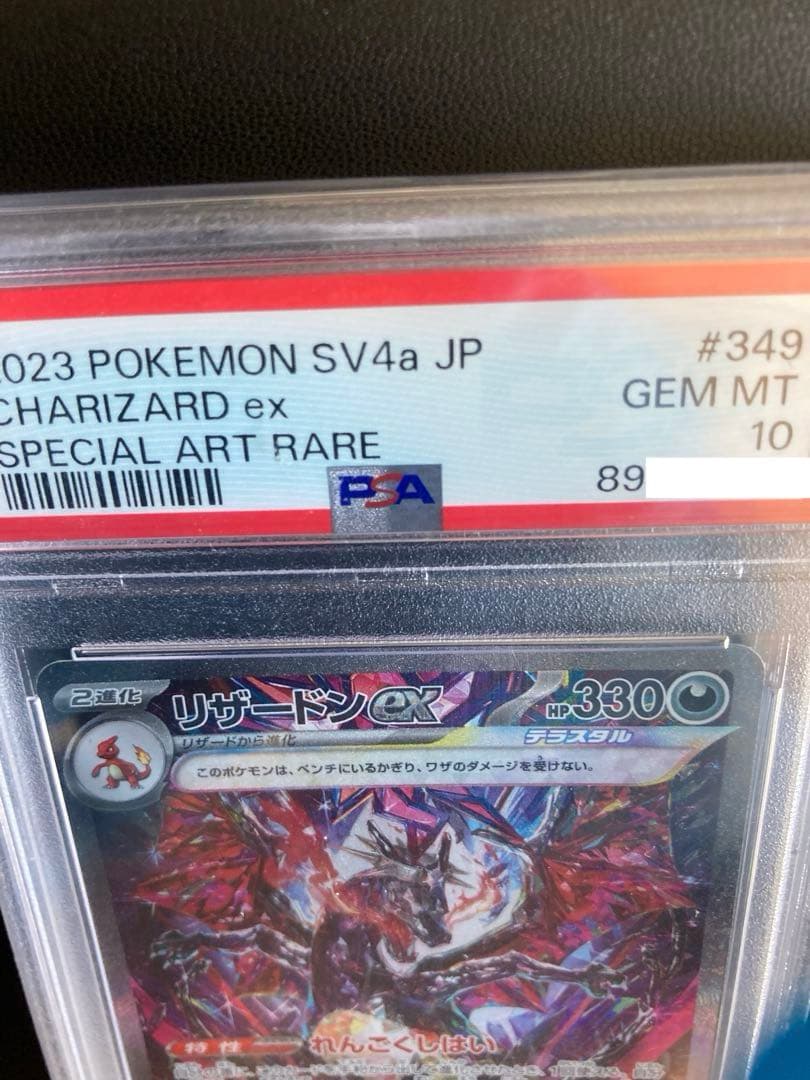 2023 POKEMON SV4a JP
#349
CHARIZARD ex
GEM MT
SPECIAL ART RARE
10
89
PSA
2進化
リザードンex
HP330
リザードから進化
テラスタル
このポケモンは、ベンチにいるかぎり、ワザのダメージを受けない。
特性 れんごくしはい